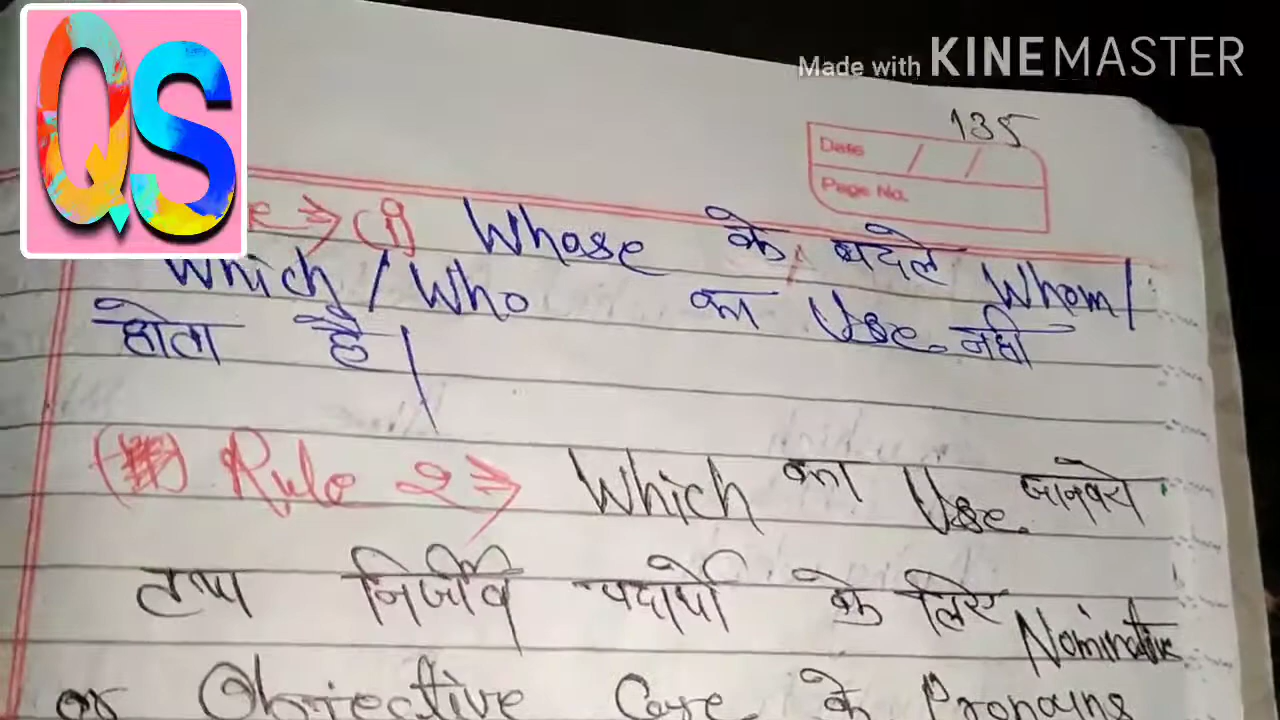 QS
Made with KINEMASTER
135
Date / /
Page No.
e → (i) Whose के बदले Whom/
Which / Who का Use नहीं
होता है|
Rule 2 → Which का Use जानवरो
तथा निर्जीव पदार्थो के लिए Nominative
or Objective Case के Pronouns